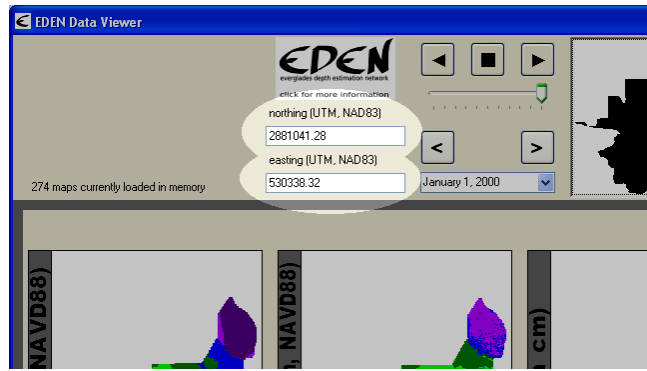 EDEN Data Viewer
EDEN
everglades depth estimation network
click for more information
northing (UTM, NAD83)
2881041.28
easting (UTM, NAD83)
530338.32
274 maps currently loaded in memory
<
>
January 1, 2000
NAVD88)
m, NAVD88)
n cm)